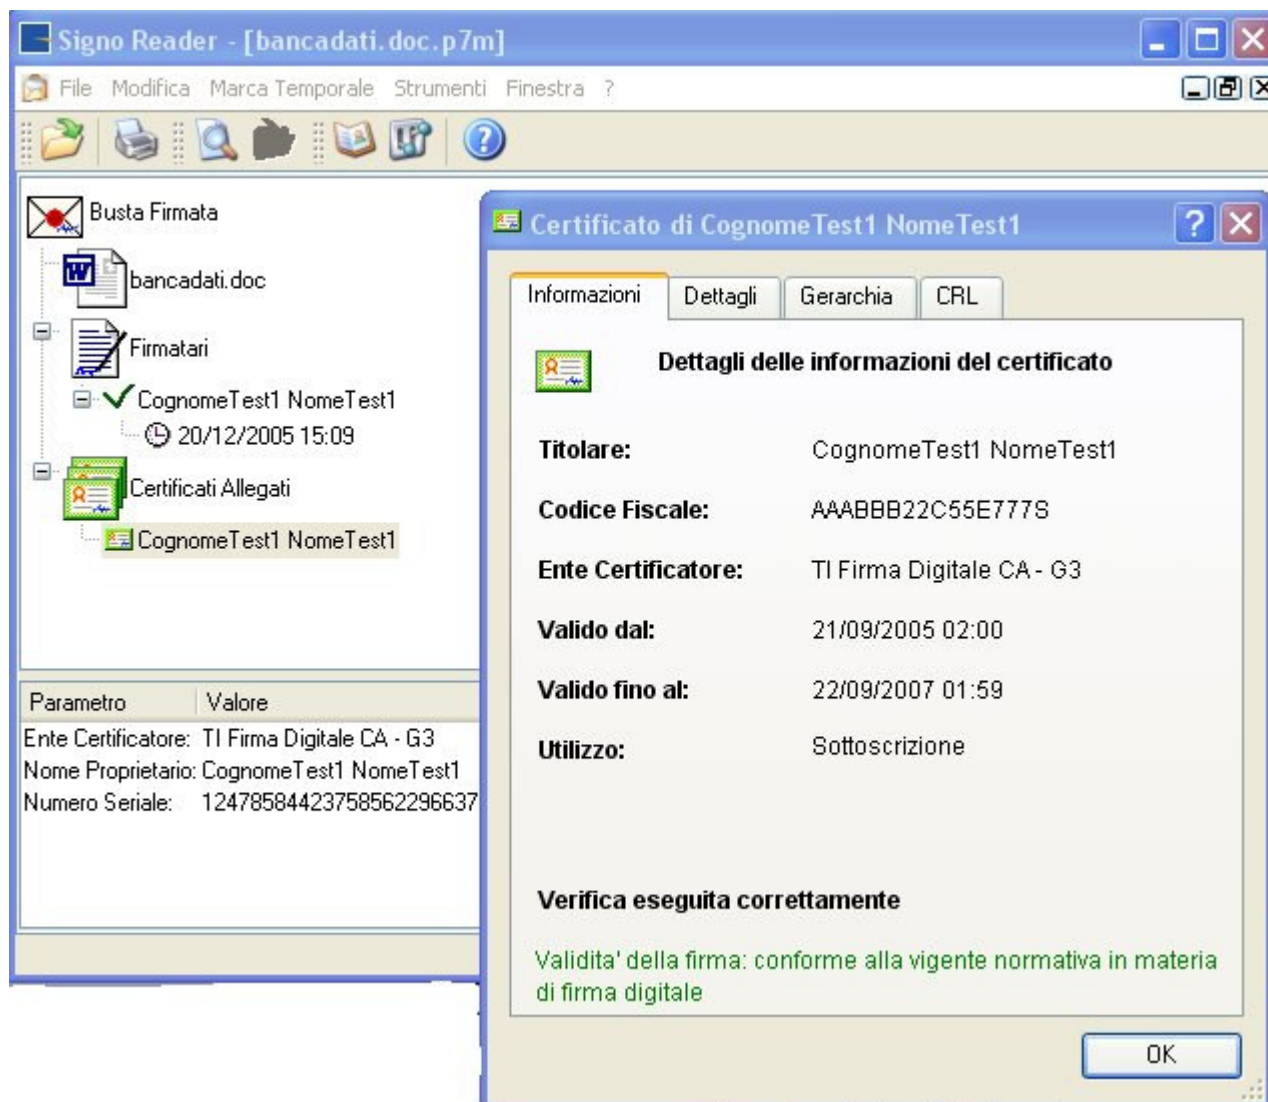 Signo Reader - [bancadati.doc.p7m]
File Modifica Marca Temporale Strumenti Finestra ?
Busta Firmata
bancadati.doc
Firmatari
CognomeTest1 NomeTest1
20/12/2005 15:09
Certificati Allegati
CognomeTest1 NomeTest1
Parametro Valore
Ente Certificatore: TI Firma Digitale CA - G3
Nome Proprietario: CognomeTest1 NomeTest1
Numero Seriale: 12478584423758562296637
Certificato di CognomeTest1 NomeTest1
Informazioni Dettagli Gerarchia CRL
Dettagli delle informazioni del certificato
Titolare: CognomeTest1 NomeTest1
Codice Fiscale: AAABBB22C55E777S
Ente Certificatore: TI Firma Digitale CA - G3
Valido dal: 21/09/2005 02:00
Valido fino al: 22/09/2007 01:59
Utilizzo: Sottoscrizione
Verifica eseguita correttamente
Validita' della firma: conforme alla vigente normativa in materia
di firma digitale
OK